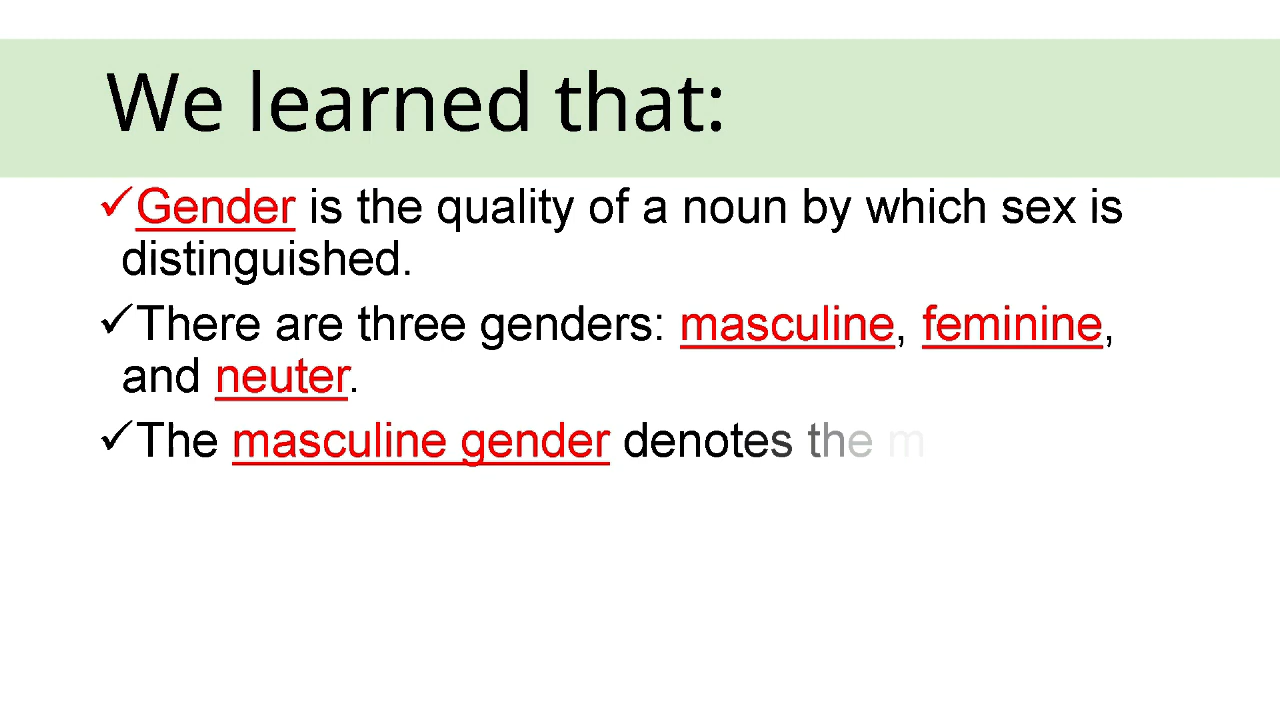 We learned that:
✓Gender is the quality of a noun by which sex is
distinguished.
✓There are three genders: masculine, feminine,
and neuter.
✓The masculine gender denotes the m